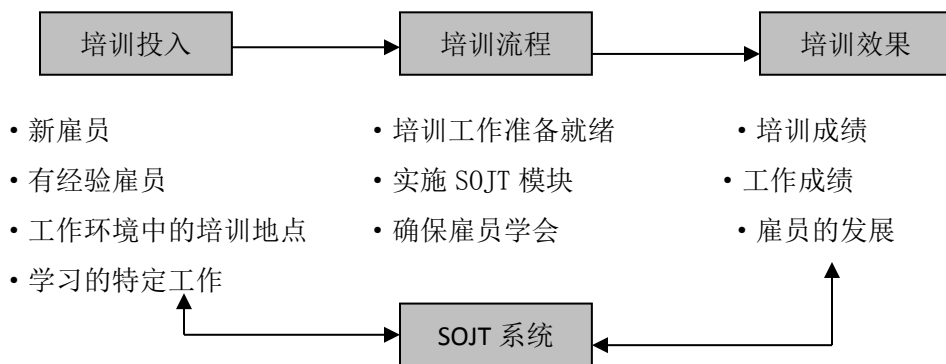 培训投入
培训流程
培训效果
·新雇员
·培训工作准备就绪
·培训成绩
·有经验雇员
·实施 SOJT 模块
·工作成绩
·工作环境中的培训地点
·确保雇员学会
·雇员的发展
·学习的特定工作
SOJT 系统